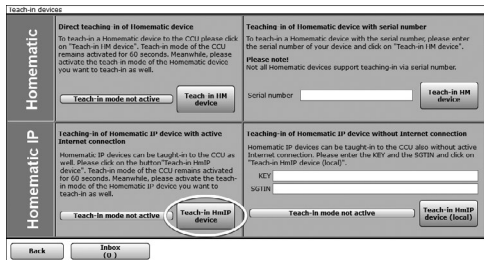 Teach-in devices
Homematic
Direct teaching in of Homematic device
To teach-in a Homematic device to the CCU please click
on "Teach-in HM device". Teach-in mode of the CCU
remains activated for 60 seconds. Meanwhile, please
activate the teach in mode of the Homematic device
you want to teach-in as well.
Teach-in mode not active
Teach-in HM
device
Teaching-in of Homematic device with serial number
To teach-in a Homematic device with the serial number, please enter
the serial number of your device and click on "Teach-in HM device".
Please note!
Not all Homematic devices support teaching-in via serial number.
Serial number
Teach-in HM
device
Homematic IP
Teaching-in of Homematic IP device with active
Internet connection
Homematic IP devices can be taught-in to the CCU as
well. Please click on the button"Teach-in HmIP
device". Teach-in mode of the CCU remains activated
for 60 seconds. Meanwhile, please activate the teach-
in mode of the Homematic IP device you want to
teach-in as well.
Teach-in mode not active
Teach-in HmIP
device
Teaching-in of Homematic IP device without Internet connection
Homematic IP devices can be taught-in to the CCU also without active
Internet connection. Please enter the KEY and the SGTIN and click on
"Teach-in HmIP device (local)".
KEY
SGTIN
Teach-in mode not active
Teach-in HmIP
device (local)
Back
Inbox
(0 )